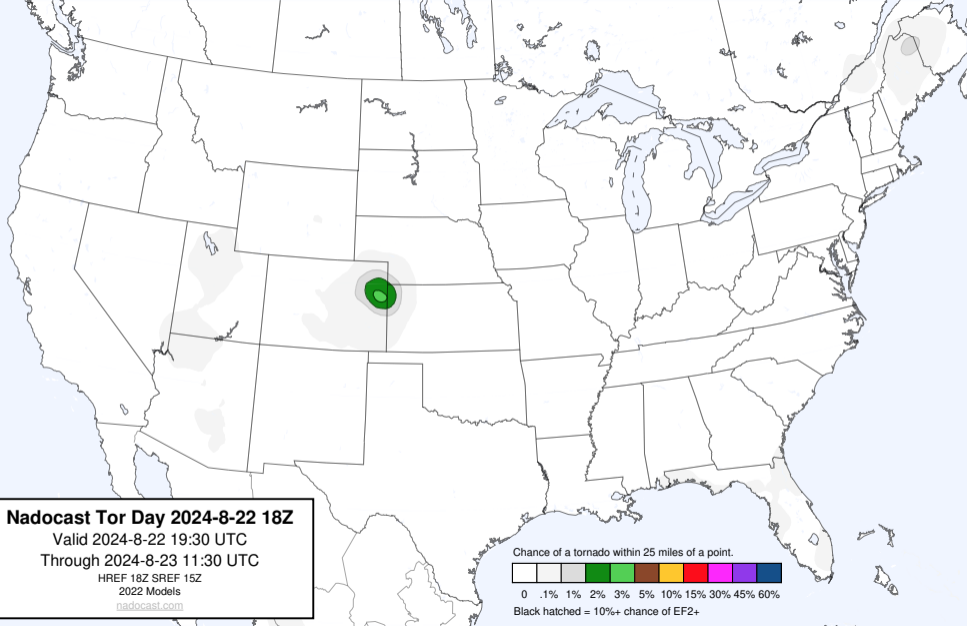 Nadocast Tor Day 2024-8-22 18Z
Valid 2024-8-22 19:30 UTC
Through 2024-8-23 11:30 UTC
HREF 18Z SREF 15Z
2022 Models
nadocast.com
Chance of a tornado within 25 miles of a point.
0 .1% 1% 2% 3% 5% 10% 15% 30% 45% 60%
Black hatched = 10%+ chance of EF2+